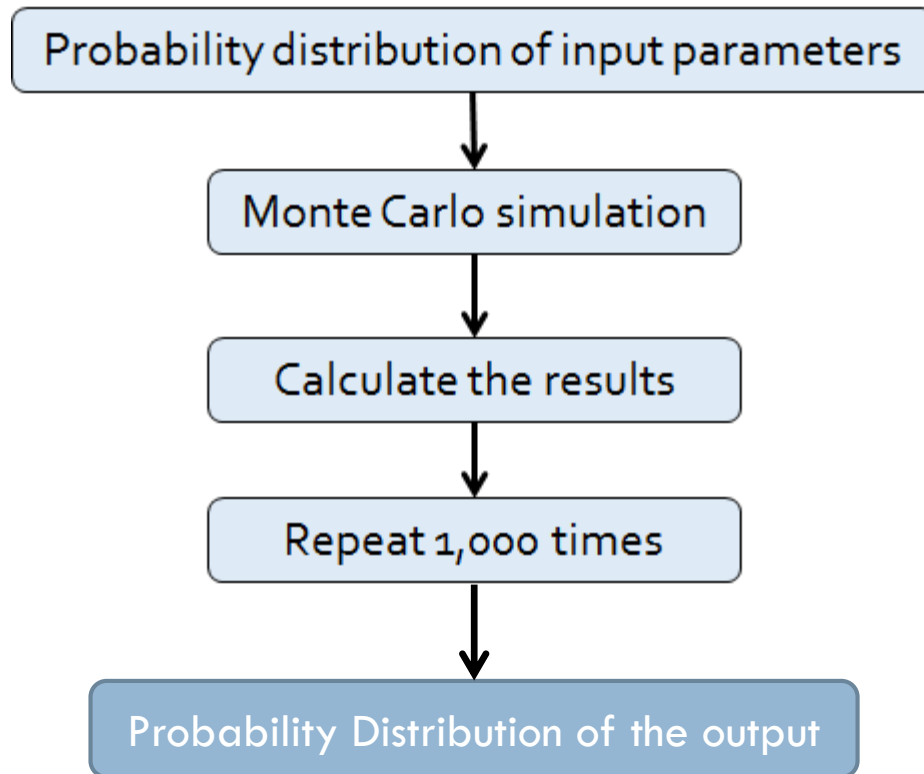 Probability distribution of input parameters
Monte Carlo simulation
Calculate the results
Repeat 1,000 times
Probability Distribution of the output